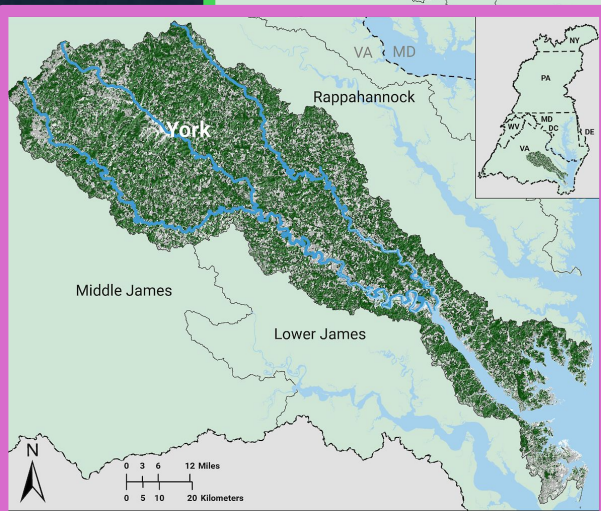 VA MD
Rappahannock
York
Middle James
Lower James
NY
PA
MD
WV
DC
DE
VA
N
0 3 6 12 Miles
0 5 10 20 Kilometers